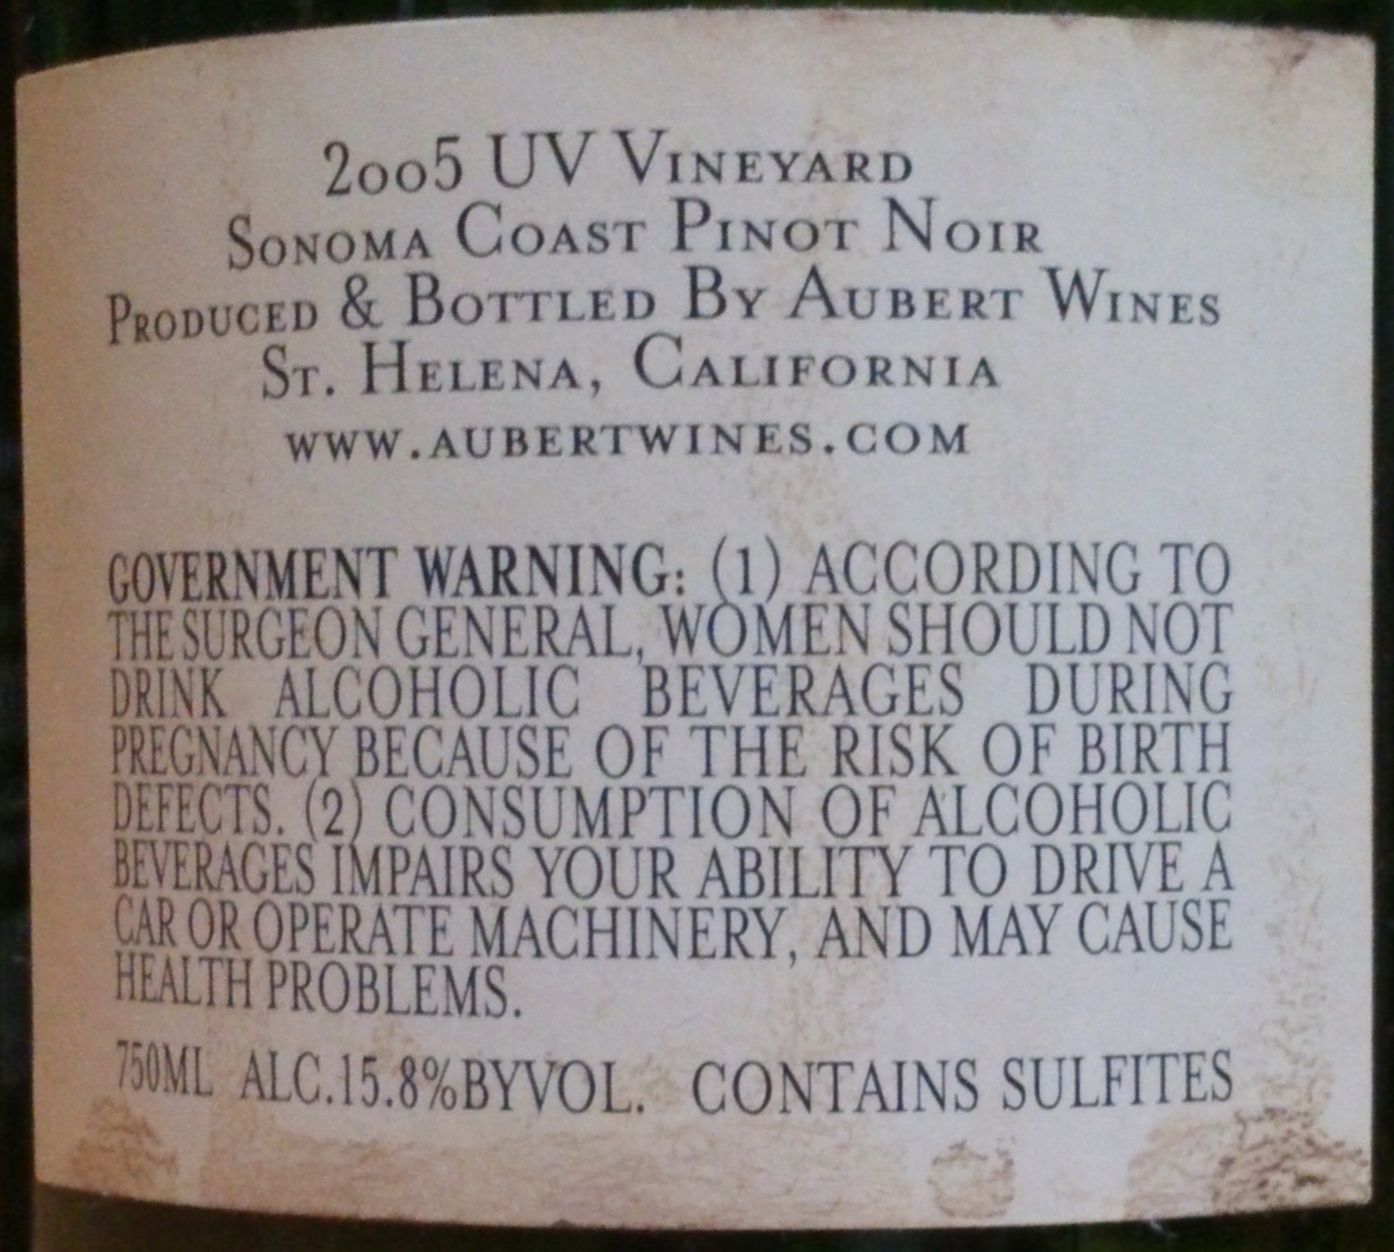 2005 UV Vineyard
Sonoma Coast Pinot Noir
Produced & Bottled By Aubert Wines
St. Helena, California
www.aubertwines.com
GOVERNMENT WARNING: (1) ACCORDING TO
THE SURGEON GENERAL, WOMEN SHOULD NOT
DRINK ALCOHOLIC BEVERAGES DURING
PREGNANCY BECAUSE OF THE RISK OF BIRTH
DEFECTS. (2) CONSUMPTION OF ALCOHOLIC
BEVERAGES IMPAIRS YOUR ABILITY TO DRIVE A
CAR OR OPERATE MACHINERY, AND MAY CAUSE
HEALTH PROBLEMS.
750ML ALC.15.8%BYVOL. CONTAINS SULFITES